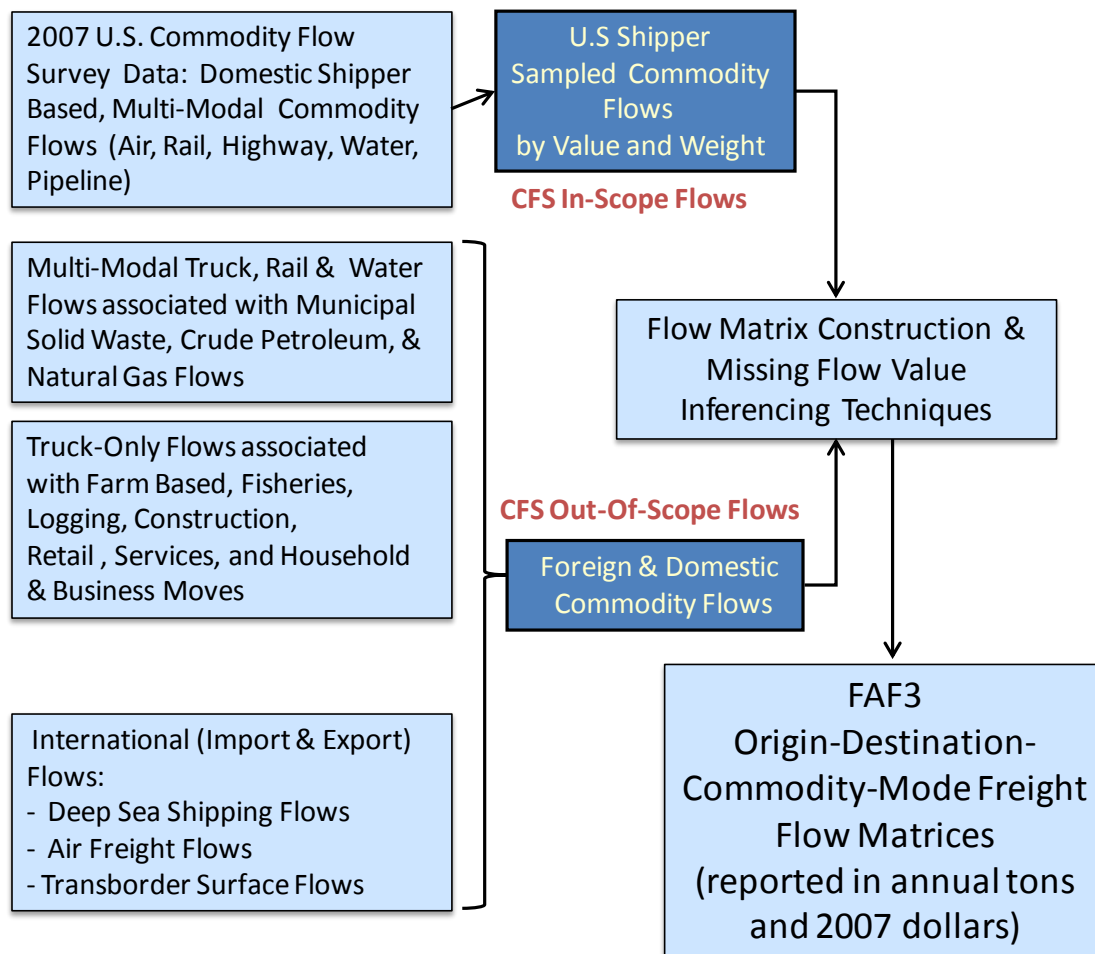 2007 U.S. Commodity Flow
Survey Data: Domestic Shipper
Based, Multi-Modal Commodity
Flows (Air, Rail, Highway, Water,
Pipeline)
U.S Shipper
Sampled Commodity
Flows
by Value and Weight
CFS In-Scope Flows
Multi-Modal Truck, Rail & Water
Flows associated with Municipal
Solid Waste, Crude Petroleum, &
Natural Gas Flows
Flow Matrix Construction &
Missing Flow Value
Inferencing Techniques
Truck-Only Flows associated
with Farm Based, Fisheries,
Logging, Construction,
Retail , Services, and Household
& Business Moves
CFS Out-Of-Scope Flows
Foreign & Domestic
Commodity Flows
International (Import & Export)
Flows:
- Deep Sea Shipping Flows
- Air Freight Flows
- Transborder Surface Flows
FAF3
Origin-Destination-
Commodity-Mode Freight
Flow Matrices
(reported in annual tons
and 2007 dollars)